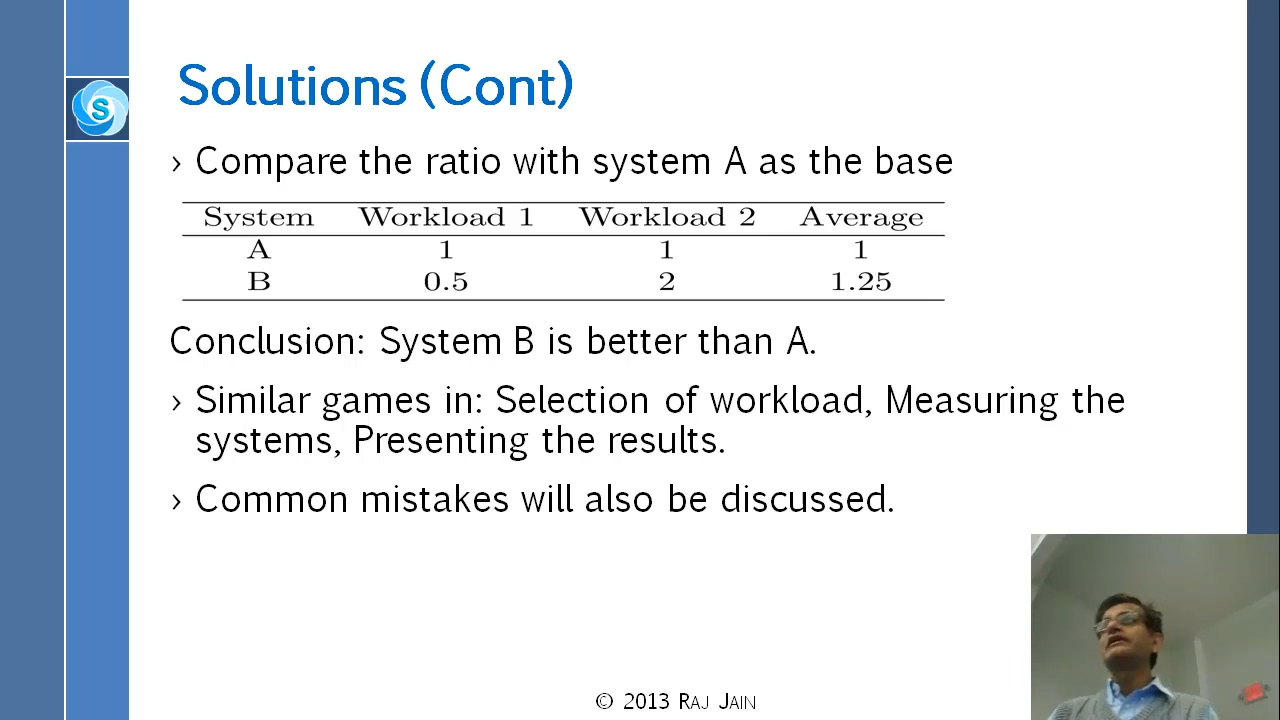 Solutions (Cont)
S
› Compare the ratio with system A as the base
System Workload 1 Workload 2 Average
A 1 1 1
B 0.5 2 1.25
Conclusion: System B is better than A.
› Similar games in: Selection of workload, Measuring the
systems, Presenting the results.
› Common mistakes will also be discussed.
© 2013 RAJ JAIN